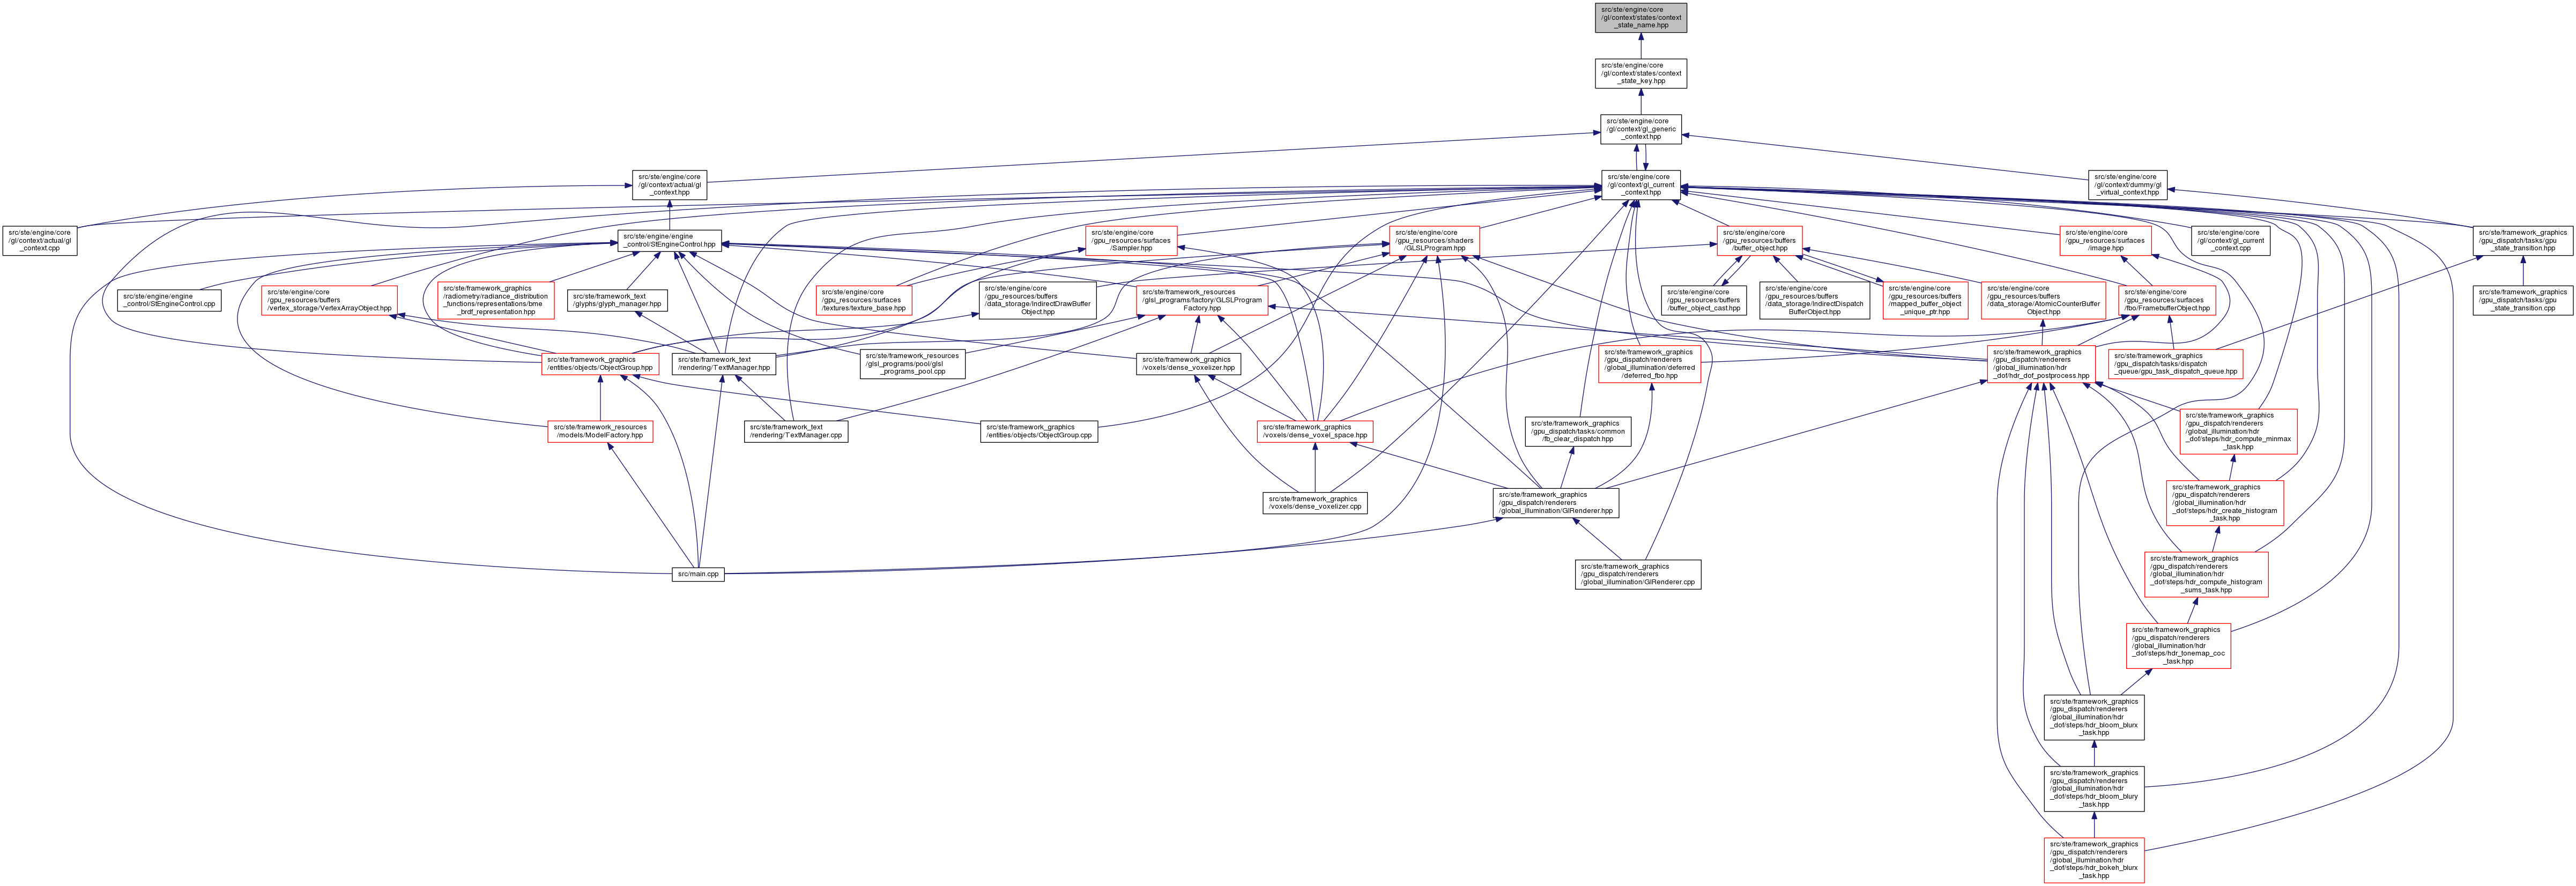 src/ste/engine/core
/gl/context/states/context
_state_name.hpp
src/ste/engine/core
/gl/context/states/context
_state_key.hpp
src/ste/engine/core
/gl/context/gl_generic
_context.hpp
src/ste/engine/core
/gl/context/actual/gl
_context.hpp
src/ste/engine/core
/gl/context/gl_current
_context.hpp
src/ste/engine/core
/gl/context/dummy/gl
_virtual_context.hpp
src/ste/engine/core
/gl/context/actual/gl
_context.cpp
src/ste/engine/engine
_control/StEngineControl.hpp
src/ste/engine/core
/gpu_resources/surfaces
/Sampler.hpp
src/ste/engine/core
/gpu_resources/shaders
/GLSLProgram.hpp
src/ste/engine/core
/gpu_resources/buffers
/buffer_object.hpp
src/ste/engine/core
/gpu_resources/surfaces
/image.hpp
src/ste/engine/core
/gl/context/gl_current
_context.cpp
src/ste/framework_graphics
/gpu_dispatch/tasks/gpu
_state_transition.hpp
src/ste/engine/engine
_control/StEngineControl.cpp
src/ste/engine/core
/gpu_resources/buffers
/vertex_storage/VertexArrayObject.hpp
src/ste/framework_graphics
/radiometry/radiance_distribution
_functions/representations/bme
_brdf_representation.hpp
src/ste/framework_text
/glyphs/glyph_manager.hpp
src/ste/engine/core
/gpu_resources/surfaces
/textures/texture_base.hpp
src/ste/engine/core
/gpu_resources/buffers
/data_storage/IndirectDrawBuffer
Object.hpp
src/ste/framework_resources
/glsl_programs/factory/GLSLProgram
Factory.hpp
src/ste/engine/core
/gpu_resources/buffers
/buffer_object_cast.hpp
src/ste/engine/core
/gpu_resources/buffers
/data_storage/IndirectDispatch
BufferObject.hpp
src/ste/engine/core
/gpu_resources/buffers
/mapped_buffer_object
_unique_ptr.hpp
src/ste/engine/core
/gpu_resources/buffers
/data_storage/AtomicCounterBuffer
Object.hpp
src/ste/engine/core
/gpu_resources/surfaces
/fbo/FramebufferObject.hpp
src/ste/framework_graphics
/gpu_dispatch/tasks/gpu
_state_transition.cpp
src/ste/framework_graphics
/entities/objects/ObjectGroup.hpp
src/ste/framework_text
/rendering/TextManager.hpp
src/ste/framework_resources
/glsl_programs/pool/glsl
_programs_pool.cpp
src/ste/framework_graphics
/voxels/dense_voxelizer.hpp
src/ste/framework_graphics
/gpu_dispatch/renderers
/global_illumination/deferred
/deferred_fbo.hpp
src/ste/framework_graphics
/gpu_dispatch/renderers
/global_illumination/hdr
_dof/hdr_dof_postprocess.hpp
src/ste/framework_graphics
/gpu_dispatch/tasks/dispatch
_queue/gpu_task_dispatch_queue.hpp
src/ste/framework_resources
/models/ModelFactory.hpp
src/ste/framework_text
/rendering/TextManager.cpp
src/ste/framework_graphics
/entities/objects/ObjectGroup.cpp
src/ste/framework_graphics
/voxels/dense_voxel_space.hpp
src/ste/framework_graphics
/gpu_dispatch/tasks/common
/fb_clear_dispatch.hpp
src/ste/framework_graphics
/gpu_dispatch/renderers
/global_illumination/hdr
_dof/steps/hdr_compute_minmax
_task.hpp
src/ste/framework_graphics
/voxels/dense_voxelizer.cpp
src/ste/framework_graphics
/gpu_dispatch/renderers
/global_illumination/GIRenderer.hpp
src/ste/framework_graphics
/gpu_dispatch/renderers
/global_illumination/hdr
_dof/steps/hdr_create_histogram
_task.hpp
src/main.cpp
src/ste/framework_graphics
/gpu_dispatch/renderers
/global_illumination/GIRenderer.cpp
src/ste/framework_graphics
/gpu_dispatch/renderers
/global_illumination/hdr
_dof/steps/hdr_compute_histogram
_sums_task.hpp
src/ste/framework_graphics
/gpu_dispatch/renderers
/global_illumination/hdr
_dof/steps/hdr_tonemap_coc
_task.hpp
src/ste/framework_graphics
/gpu_dispatch/renderers
/global_illumination/hdr
_dof/steps/hdr_bloom_blurx
_task.hpp
src/ste/framework_graphics
/gpu_dispatch/renderers
/global_illumination/hdr
_dof/steps/hdr_bloom_blury
_task.hpp
src/ste/framework_graphics
/gpu_dispatch/renderers
/global_illumination/hdr
_dof/steps/hdr_bokeh_blurx
_task.hpp